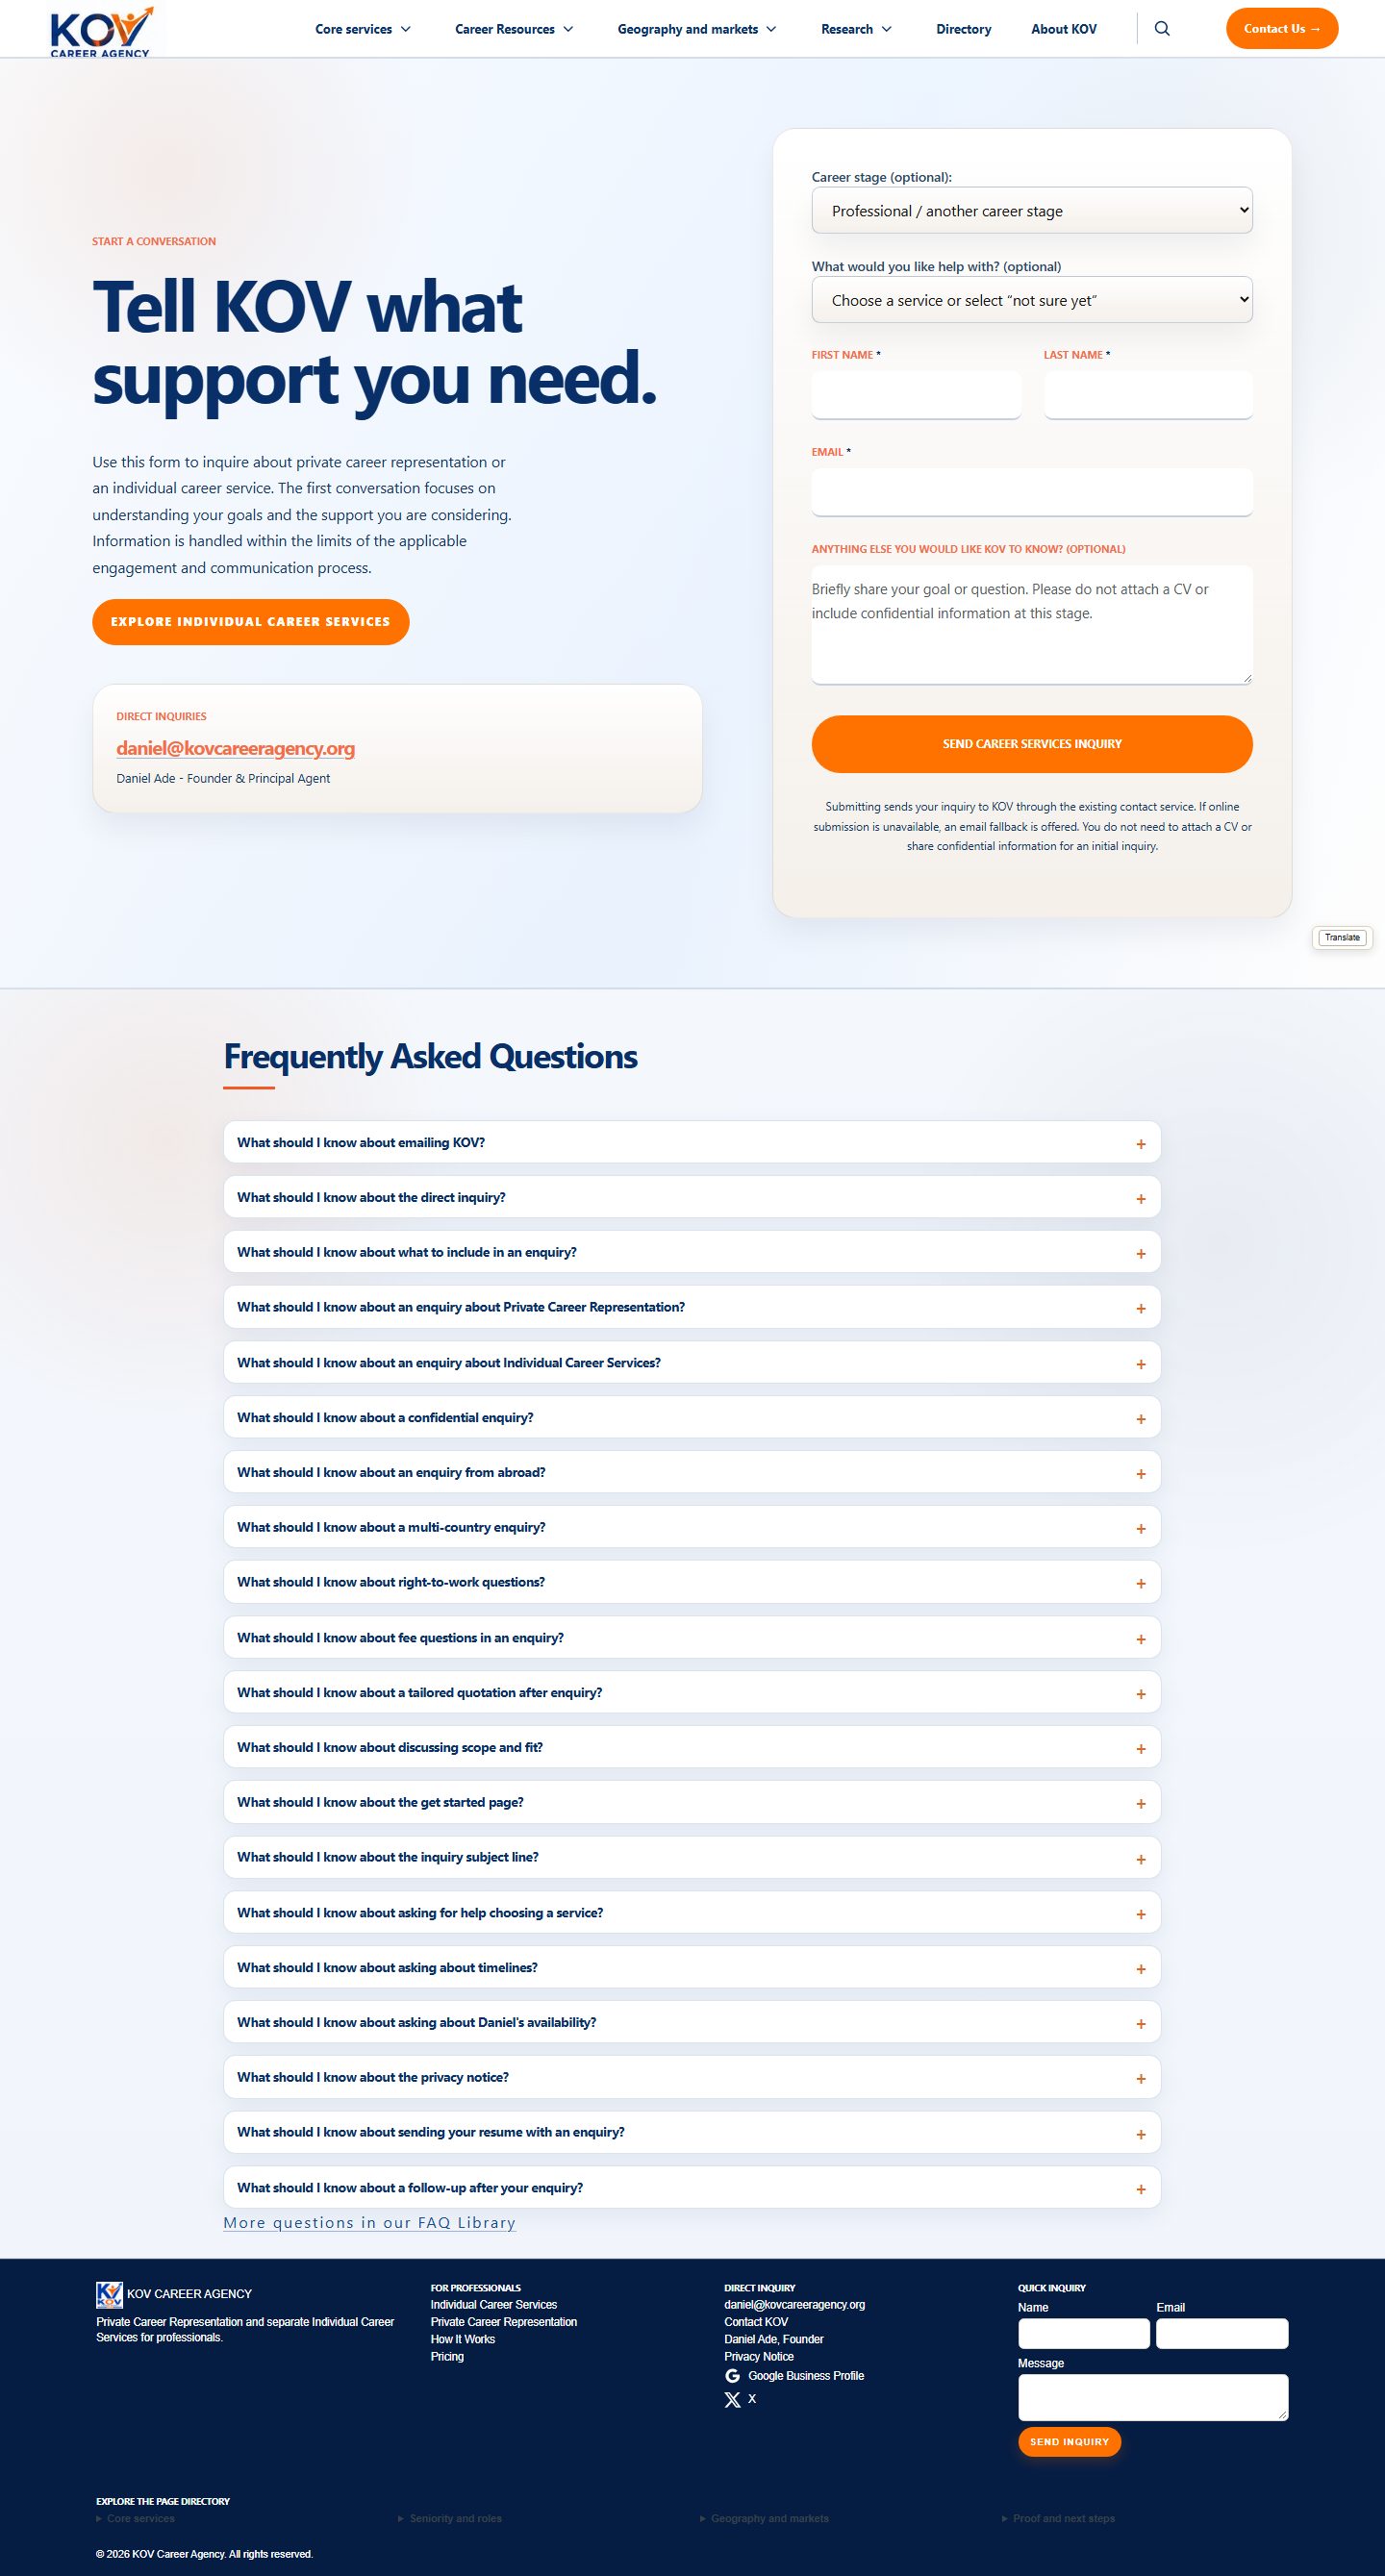 KOV
CAREER AGENCY
Core services
Career Resources
Geography and markets
Research
Directory
About KOV
Contact Us →
START A CONVERSATION
Tell KOV what
support you need.
Use this form to inquire about private career representation or
an individual career service. The first conversation focuses on
understanding your goals and the support you are considering.
Information is handled within the limits of the applicable
engagement and communication process.
EXPLORE INDIVIDUAL CAREER SERVICES
DIRECT INQUIRIES
daniel@kovcareeragency.org
Daniel Ade - Founder & Principal Agent
Career stage (optional):
Professional / another career stage
What would you like help with? (optional)
Choose a service or select “not sure yet”
FIRST NAME *
LAST NAME *
EMAIL *
ANYTHING ELSE YOU WOULD LIKE KOV TO KNOW? (OPTIONAL)
Briefly share your goal or question. Please do not attach a CV or
include confidential information at this stage.
SEND CAREER SERVICES INQUIRY
Submitting sends your inquiry to KOV through the existing contact service. If online
submission is unavailable, an email fallback is offered. You do not need to attach a CV or
share confidential information for an initial inquiry.
Translate
Frequently Asked Questions
What should I know about emailing KOV?
+
What should I know about the direct inquiry?
+
What should I know about what to include in an enquiry?
+
What should I know about an enquiry about Private Career Representation?
+
What should I know about an enquiry about Individual Career Services?
+
What should I know about a confidential enquiry?
+
What should I know about an enquiry from abroad?
+
What should I know about a multi-country enquiry?
+
What should I know about right-to-work questions?
+
What should I know about fee questions in an enquiry?
+
What should I know about a tailored quotation after enquiry?
+
What should I know about discussing scope and fit?
+
What should I know about the get started page?
+
What should I know about the inquiry subject line?
+
What should I know about asking for help choosing a service?
+
What should I know about asking about timelines?
+
What should I know about asking about Daniel's availability?
+
What should I know about the privacy notice?
+
What should I know about sending your resume with an enquiry?
+
What should I know about a follow-up after your enquiry?
+
More questions in our FAQ Library
KOV CAREER AGENCY
Private Career Representation and separate Individual Career
Services for professionals.
FOR PROFESSIONALS
Individual Career Services
Private Career Representation
How It Works
Pricing
DIRECT INQUIRY
daniel@kovcareeragency.org
Contact KOV
Daniel Ade, Founder
Privacy Notice
Google Business Profile
X
QUICK INQUIRY
Name
Email
Message
SEND INQUIRY
EXPLORE THE PAGE DIRECTORY
Core services
Seniority and roles
Geography and markets
Proof and next steps
© 2026 KOV Career Agency. All rights reserved.